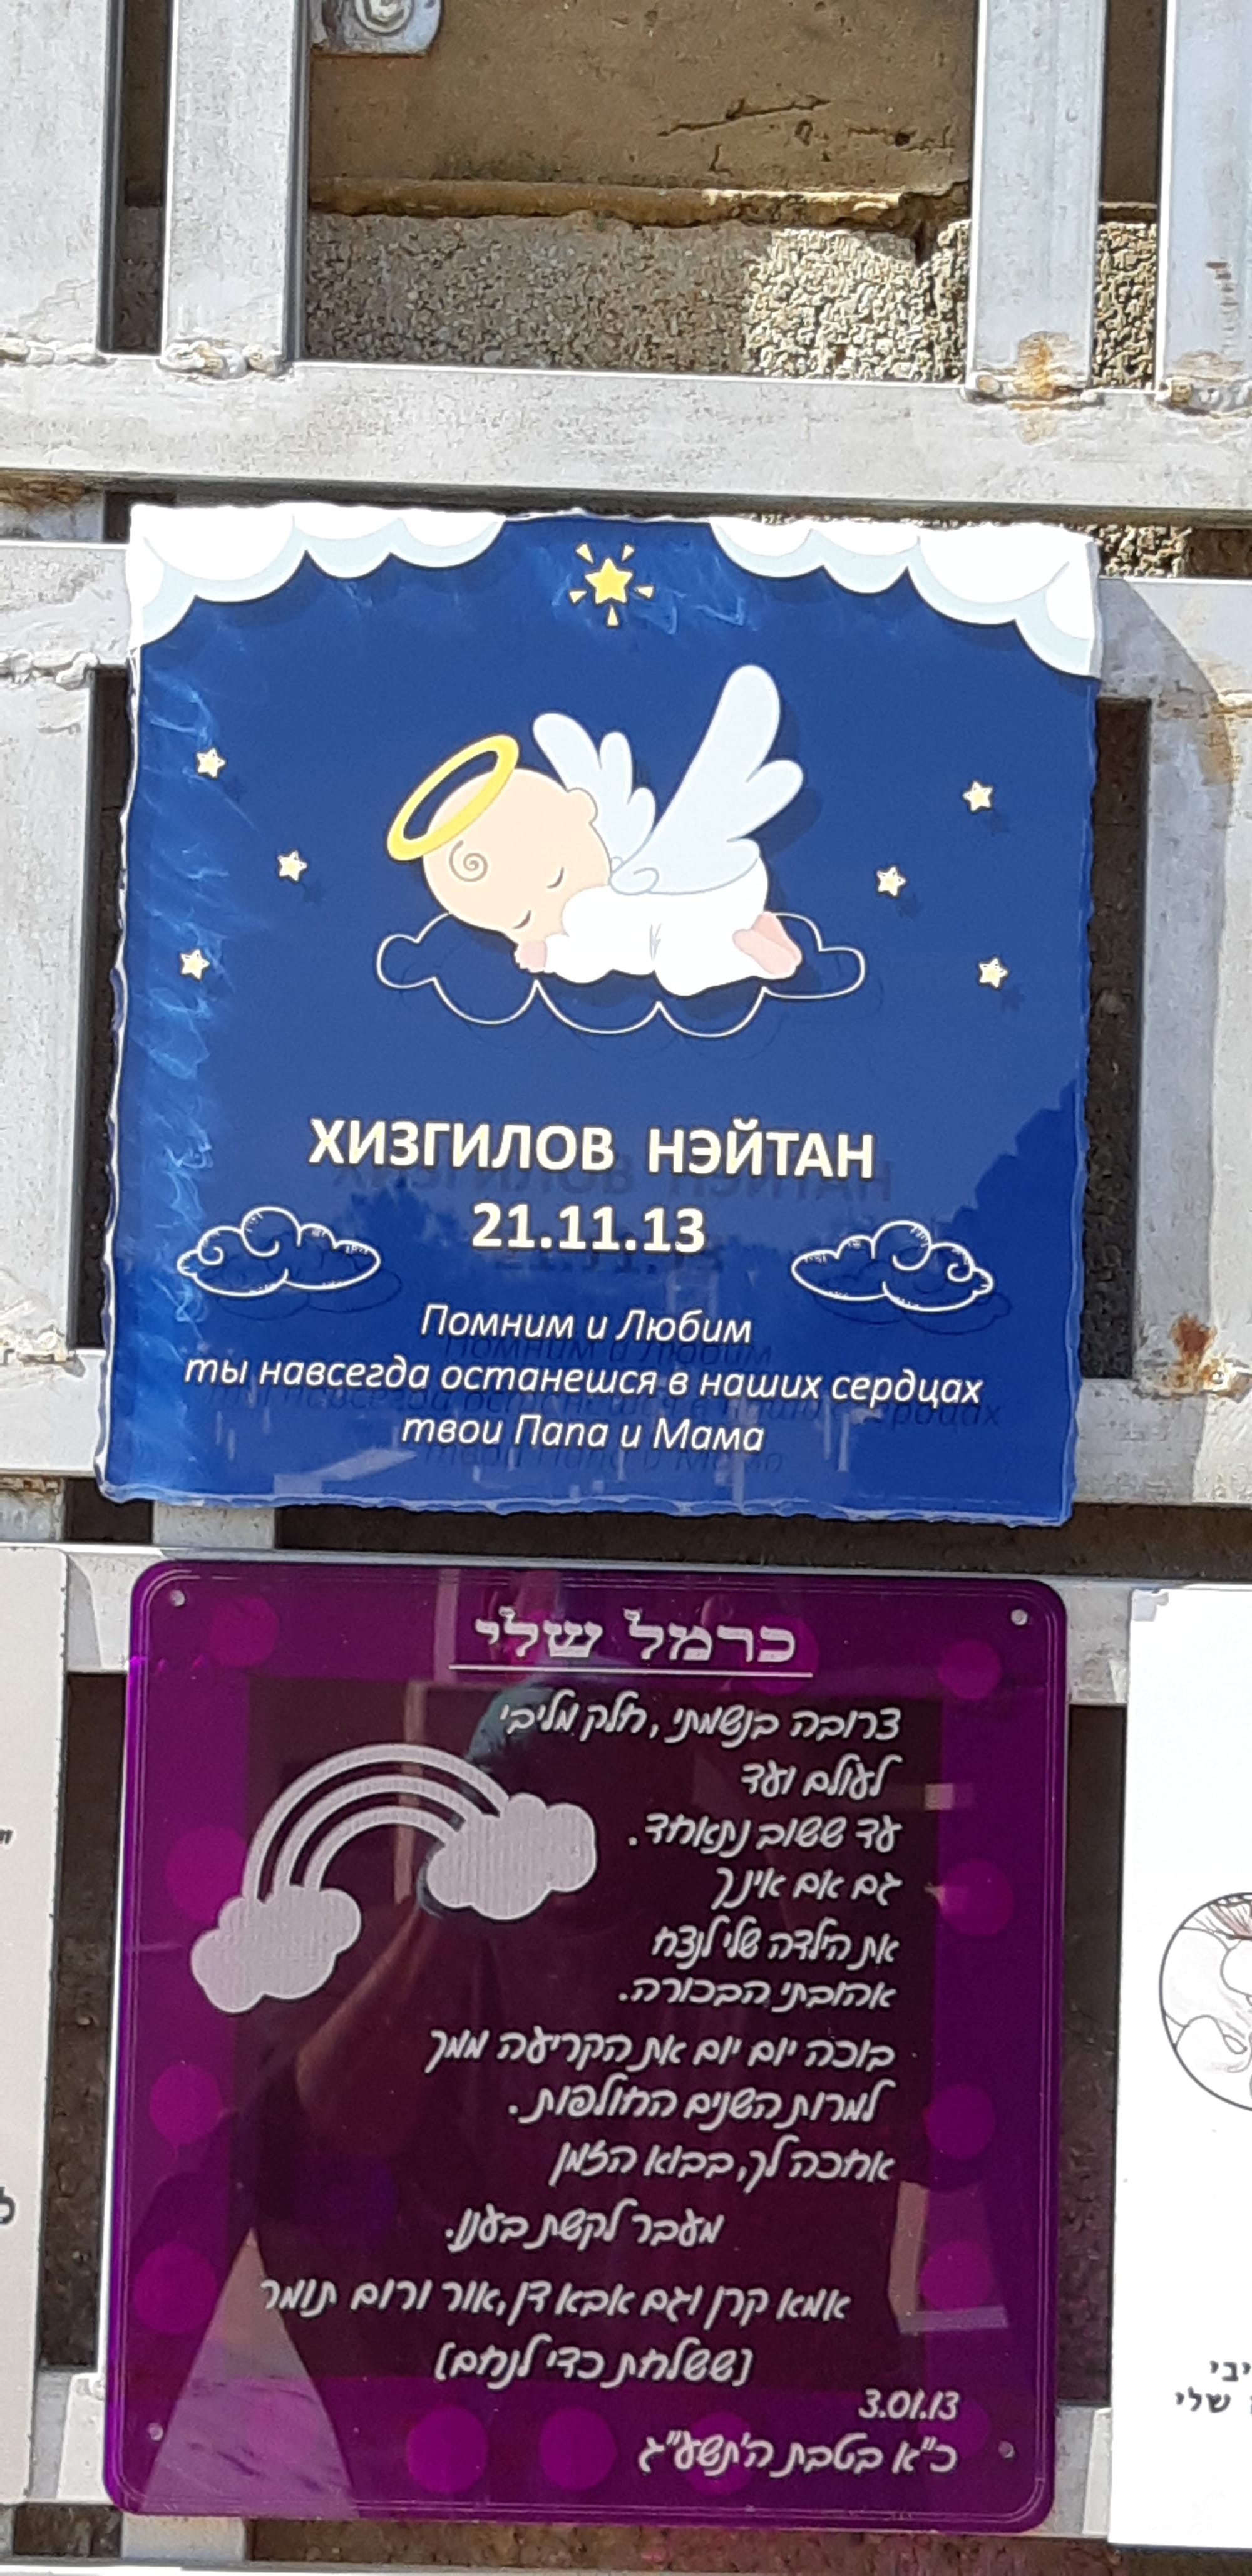 ХИЗГИЛОВ НЭЙТАН
21.11.13
Помним и Любим
ты навсегда останешся в наших сердцах
твои Папа и Мама
כרמל שלי
צרובה בנשמתי, חלק מליבי
לעולם ועד
עד ששוב נתאחד.
גם אם אינך
את הילדה שלי לנצח
אהובתי הבכורה.
בוכה יום יום את הקריעה ממך
למרות השנים החולפות.
אחכה לך, בבוא הזמן
מעבר לקשת בענן.
אמא קרן וגם אבא דן, אור ורום תומר
(ששלחת כדי לנחם)
3.01.13
כ"א בטבת ה'תשע"ג
יבי
שלי